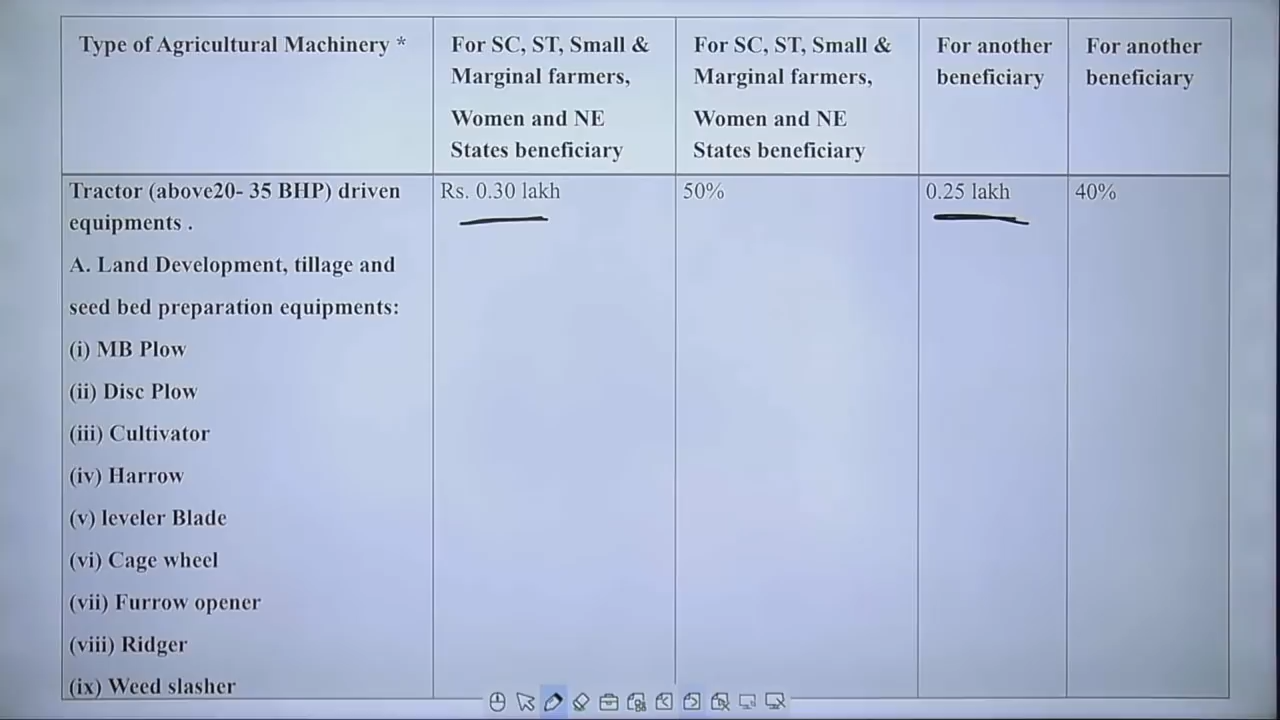 Type of Agricultural Machinery *
For SC, ST, Small &
Marginal farmers,
Women and NE
States beneficiary
For SC, ST, Small &
Marginal farmers,
Women and NE
States beneficiary
For another
beneficiary
For another
beneficiary
Tractor (above20- 35 BHP) driven
equipments .
A. Land Development, tillage and
seed bed preparation equipments:
(i) MB Plow
(ii) Disc Plow
(iii) Cultivator
(iv) Harrow
(v) leveler Blade
(vi) Cage wheel
(vii) Furrow opener
(viii) Ridger
(ix) Weed slasher
Rs. 0.30 lakh
50%
0.25 lakh
40%